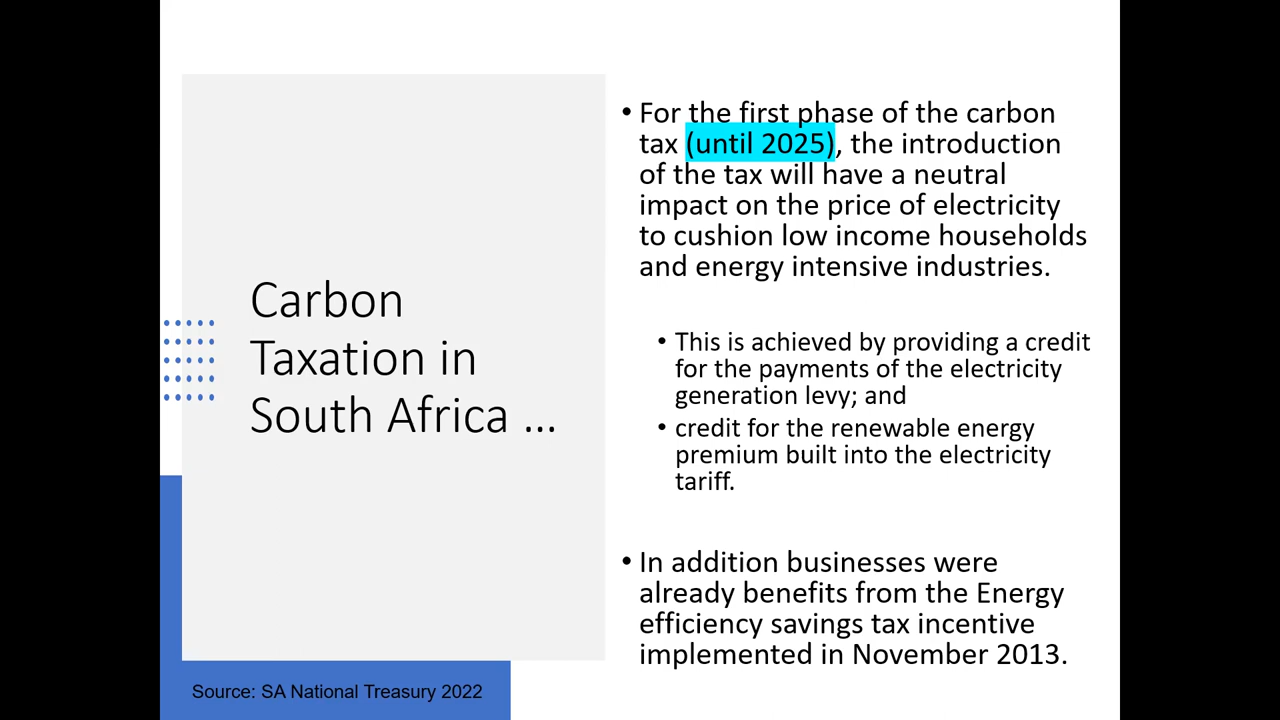 Carbon
Taxation in
South Africa ...
• For the first phase of the carbon
tax (until 2025), the introduction
of the tax will have a neutral
impact on the price of electricity
to cushion low income households
and energy intensive industries.
• This is achieved by providing a credit
for the payments of the electricity
generation levy; and
• credit for the renewable energy
premium built into the electricity
tariff.
• In addition businesses were
already benefits from the Energy
efficiency savings tax incentive
implemented in November 2013.
Source: SA National Treasury 2022